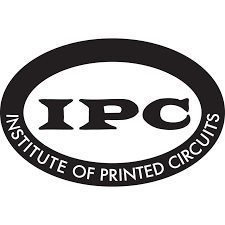 IPC
INSTITUTE OF PRINTED CIRCUITS